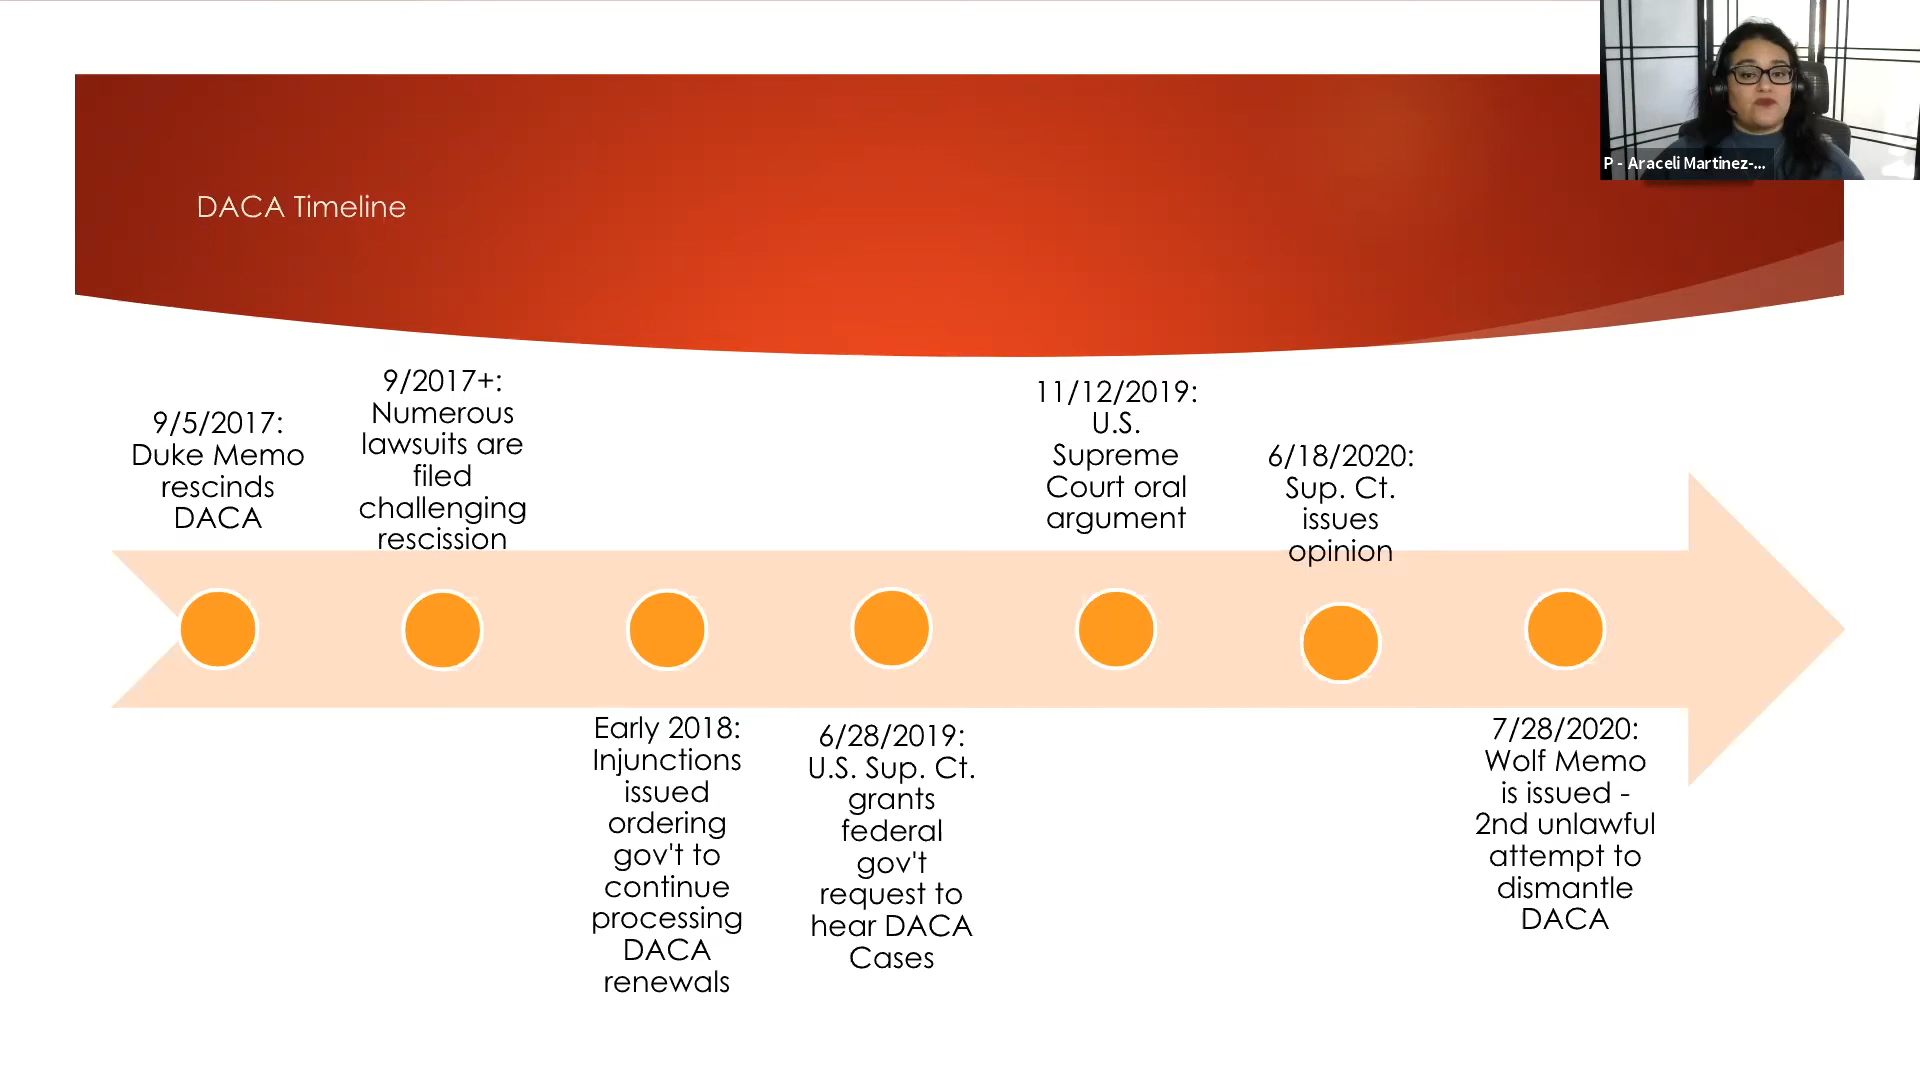 P - Araceli Martinez-...
DACA Timeline
9/5/2017:
Duke Memo
rescinds
DACA
9/2017+:
Numerous
lawsuits are
filed
challenging
rescission
Early 2018:
Injunctions
issued
ordering
gov't to
continue
processing
DACA
renewals
6/28/2019:
U.S. Sup. Ct.
grants
federal
gov't
request to
hear DACA
Cases
11/12/2019:
U.S.
Supreme
Court oral
argument
6/18/2020:
Sup. Ct.
issues
opinion
7/28/2020:
Wolf Memo
is issued -
2nd unlawful
attempt to
dismantle
DACA